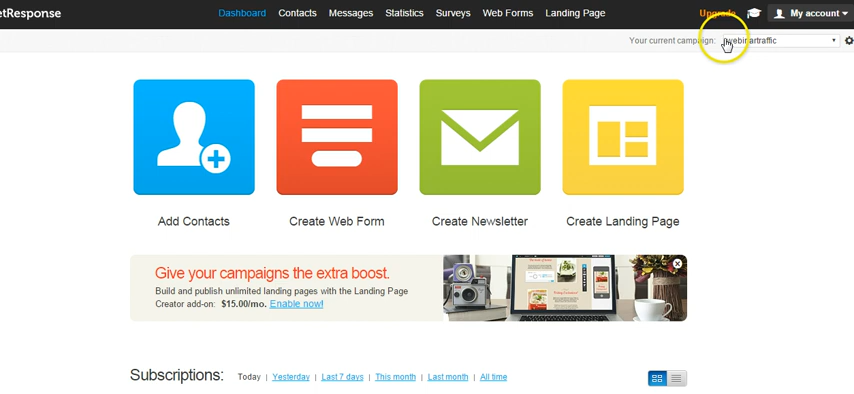 etResponse
Dashboard Contacts Messages Statistics Surveys Web Forms Landing Page Upgrade My account
Your current campaign:
Add Contacts Create Web Form Create Newsletter Create Landing Page
Give your campaigns the extra boost.
Build and publish unlimited landing pages with the Landing Page
Creator add-on: $15.00/mo. Enable now!
Subscriptions: Today | Yesterday | Last 7 days | This month | Last month | All time